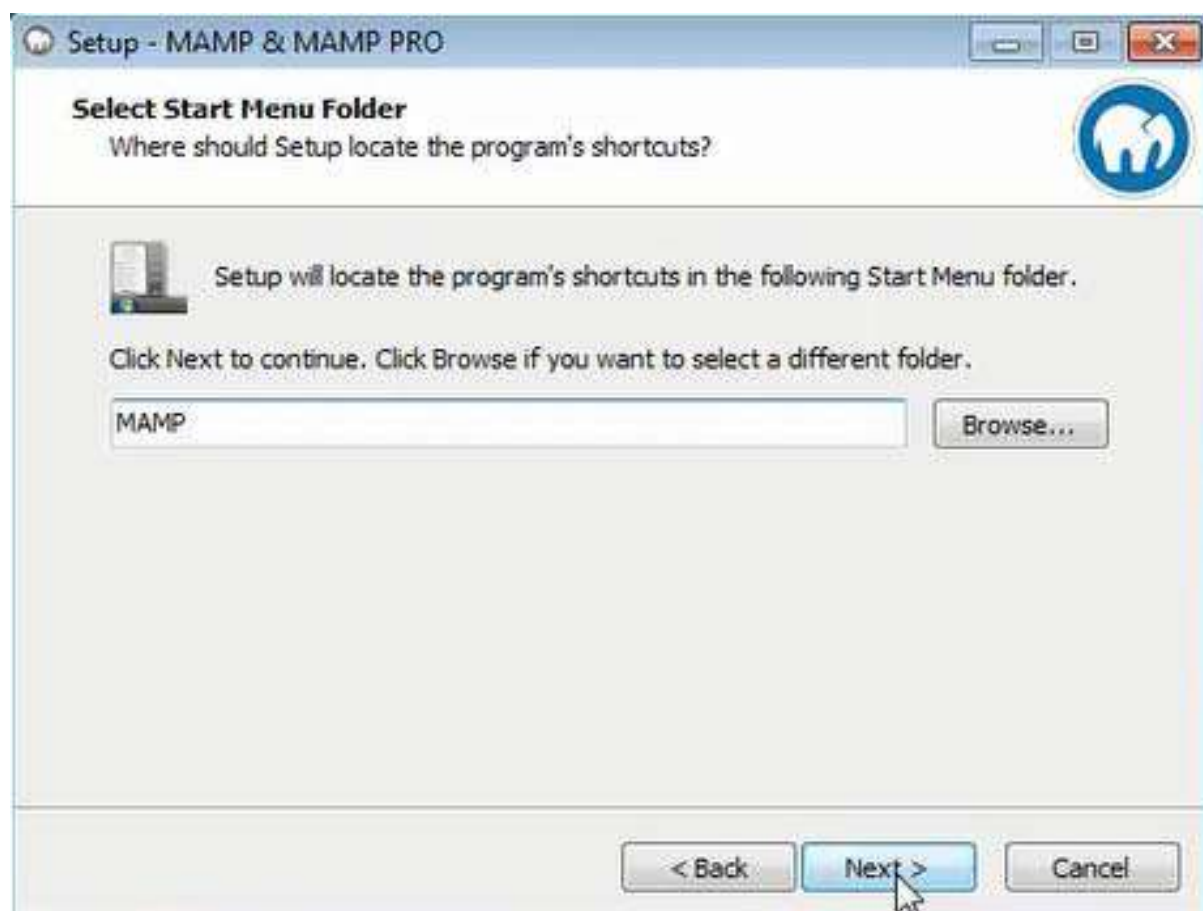 Setup - MAMP & MAMP PRO
Select Start Menu Folder
Where should Setup locate the program's shortcuts?
Setup will locate the program's shortcuts in the following Start Menu folder.
Click Next to continue. Click Browse if you want to select a different folder.
MAMP
Browse...
< Back
Next >
Cancel